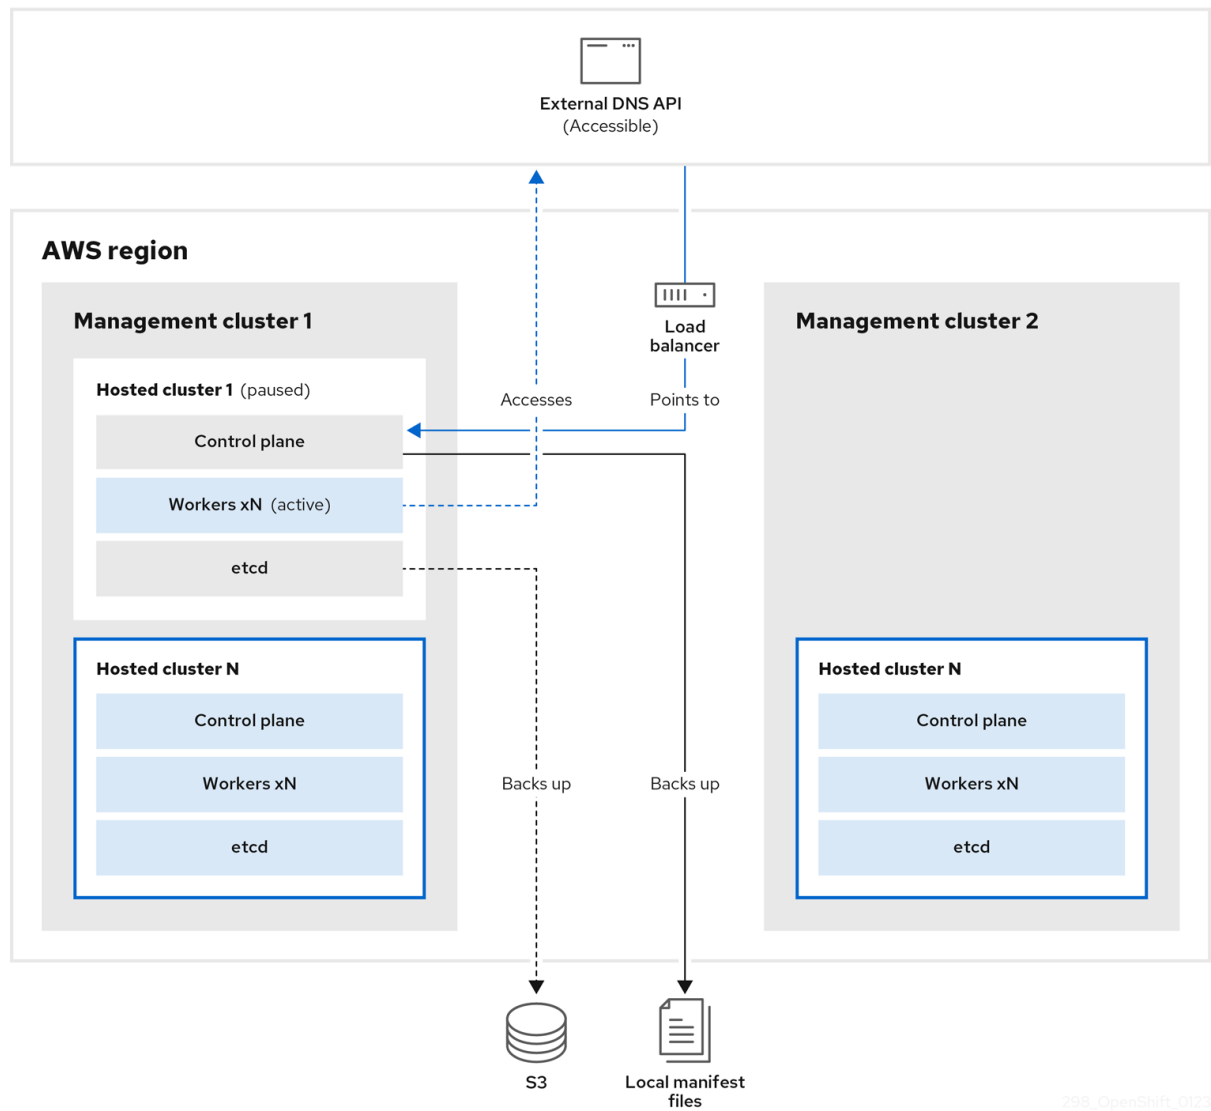 External DNS API
(Accessible)
AWS region
Management cluster 1
Hosted cluster 1 (paused)
Control plane
Workers xN (active)
etcd
Hosted cluster N
Control plane
Workers xN
etcd
Accesses
Load
balancer
Points to
Backs up
Backs up
Management cluster 2
Hosted cluster N
Control plane
Workers xN
etcd
S3
Local manifest
files
298_OpenShift_0123